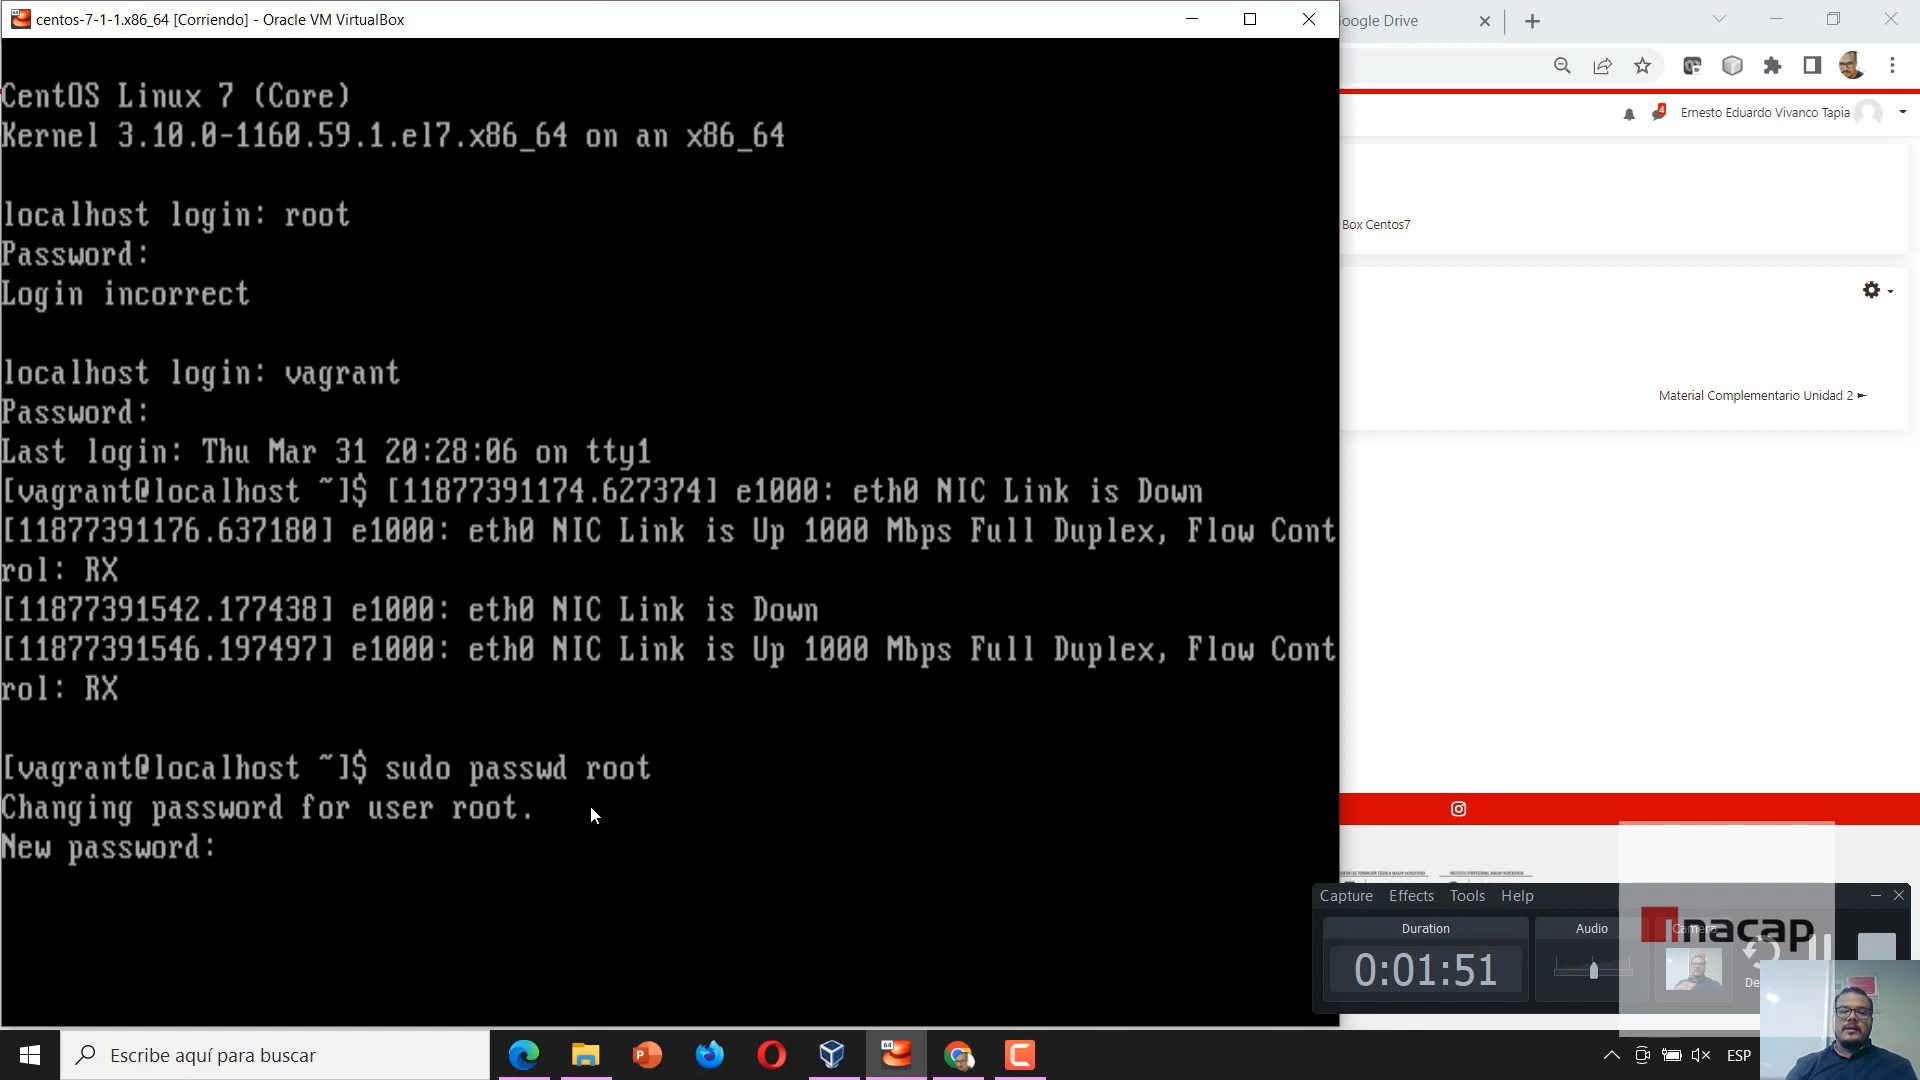 centos-7-1-1.x86_64 [Corriendo] - Oracle VM VirtualBox
oogle Drive
CentOS Linux 7 (Core)
Kernel 3.10.0-1160.59.1.el7.x86_64 on an x86_64
localhost login: root
Password:
Login incorrect
localhost login: vagrant
Password:
Last login: Thu Mar 31 20:28:06 on tty1
[vagrant@localhost ~]$ [11877391174.627374] e1000: eth0 NIC Link is Down
[11877391176.637180] e1000: eth0 NIC Link is Up 1000 Mbps Full Duplex, Flow Cont
rol: RX
[11877391542.177438] e1000: eth0 NIC Link is Down
[11877391546.197497] e1000: eth0 NIC Link is Up 1000 Mbps Full Duplex, Flow Cont
rol: RX
[vagrant@localhost ~]$ sudo passwd root
Changing password for user root.
New password:
4
Ernesto Eduardo Vivanco Tapia
Box Centos7
Material Complementario Unidad 2 ►
Capture Effects Tools Help
Duration
Audio
Camera
0:01:51
De
inacap
Escribe aquí para buscar
64
ESP